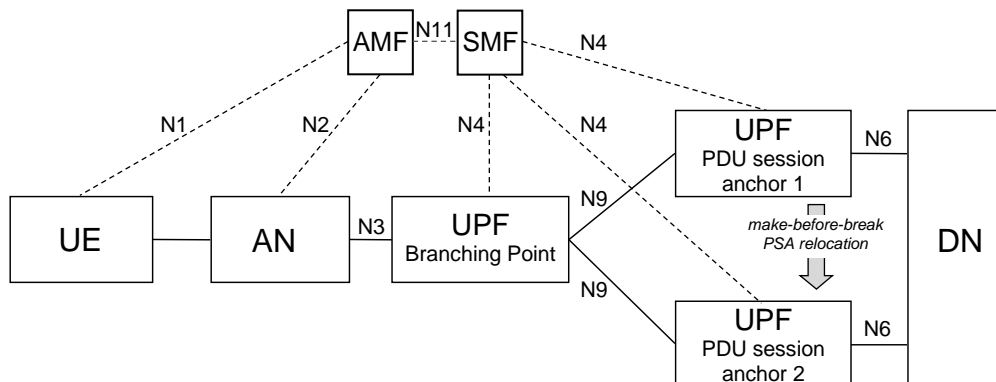 N11
AMF
SMF
N4
N1
N2
N4
N4
UPF
PDU session
anchor 1
N6
UE
AN
N3
UPF
Branching Point
N9
make-before-break
PSA relocation
DN
N9
UPF
PDU session
anchor 2
N6